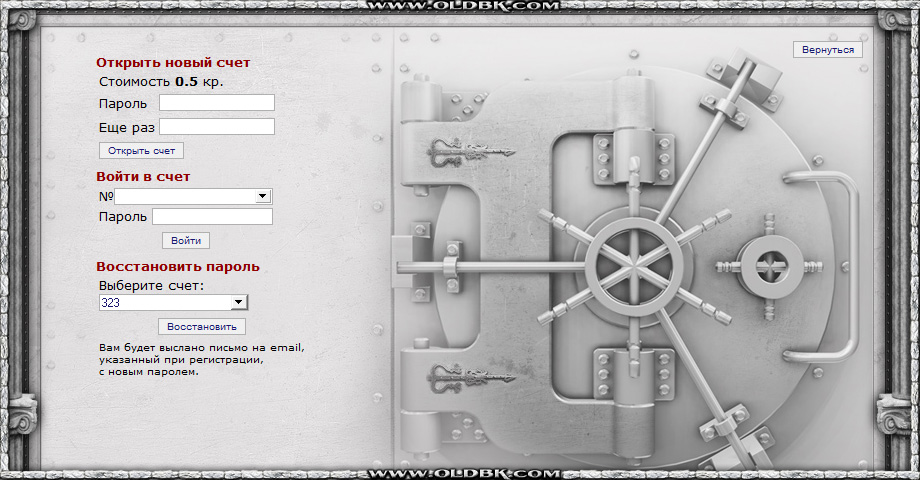 www.OLDBK.com
Вернуться
Открыть новый счет
Стоимость 0.5 кр.
Пароль
Еще раз
Открыть счет
Войти в счет
№
Пароль
Войти
Восстановить пароль
Выберите счет:
323
Восстановить
Вам будет выслано письмо на email,
указанный при регистрации,
с новым паролем.
www.OLDBK.com